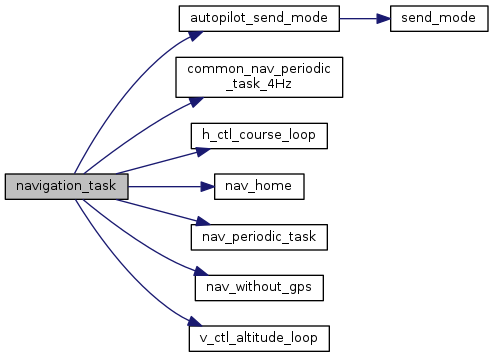 autopilot_send_mode
send_mode
common_nav_periodic
_task_4Hz
h_ctl_course_loop
navigation_task
nav_home
nav_periodic_task
nav_without_gps
v_ctl_altitude_loop